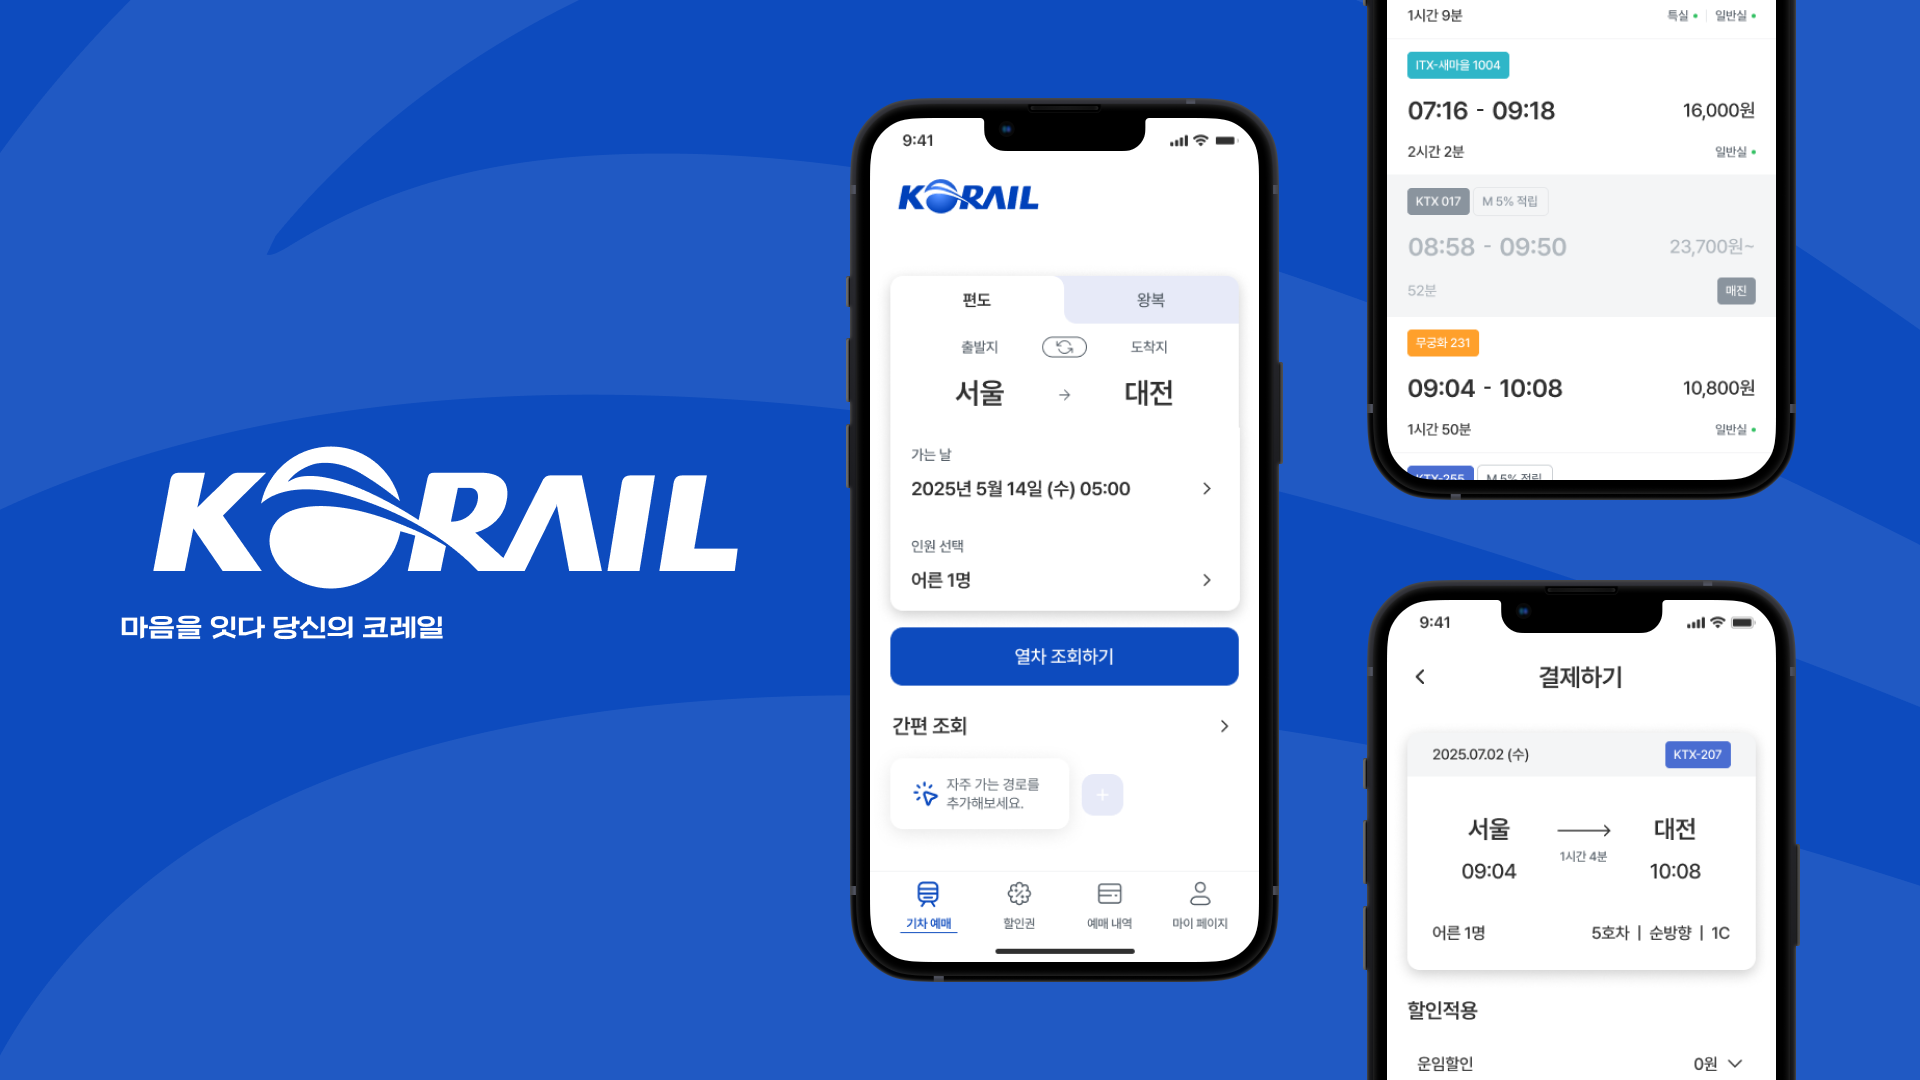 KORAIL
마음을 잇다 당신의 코레일
9:41
KORAIL
편도 왕복
출발지 도착지
서울 → 대전
가는 날
2025년 5월 14일 (수) 05:00
인원 선택
어른 1명
열차 조회하기
간편 조회
자주 가는 경로를
추가해보세요.
+
기차 예매 할인권 예매 내역 마이 페이지
1시간 9분 특실 일반실
ITX-새마을 1004
07:16 - 09:18 16,000원
2시간 2분 일반실
KTX 017 M 5% 적립
08:58 - 09:50 23,700원~
52분 매진
무궁화 231
09:04 - 10:08 10,800원
1시간 50분 일반실
KTX-255 M 5% 적립
9:41
결제하기
2025.07.02 (수) KTX-207
서울 대전
1시간 4분
09:04 10:08
어른 1명 5호차 | 순방향 | 1C
할인적용
운임할인 0원